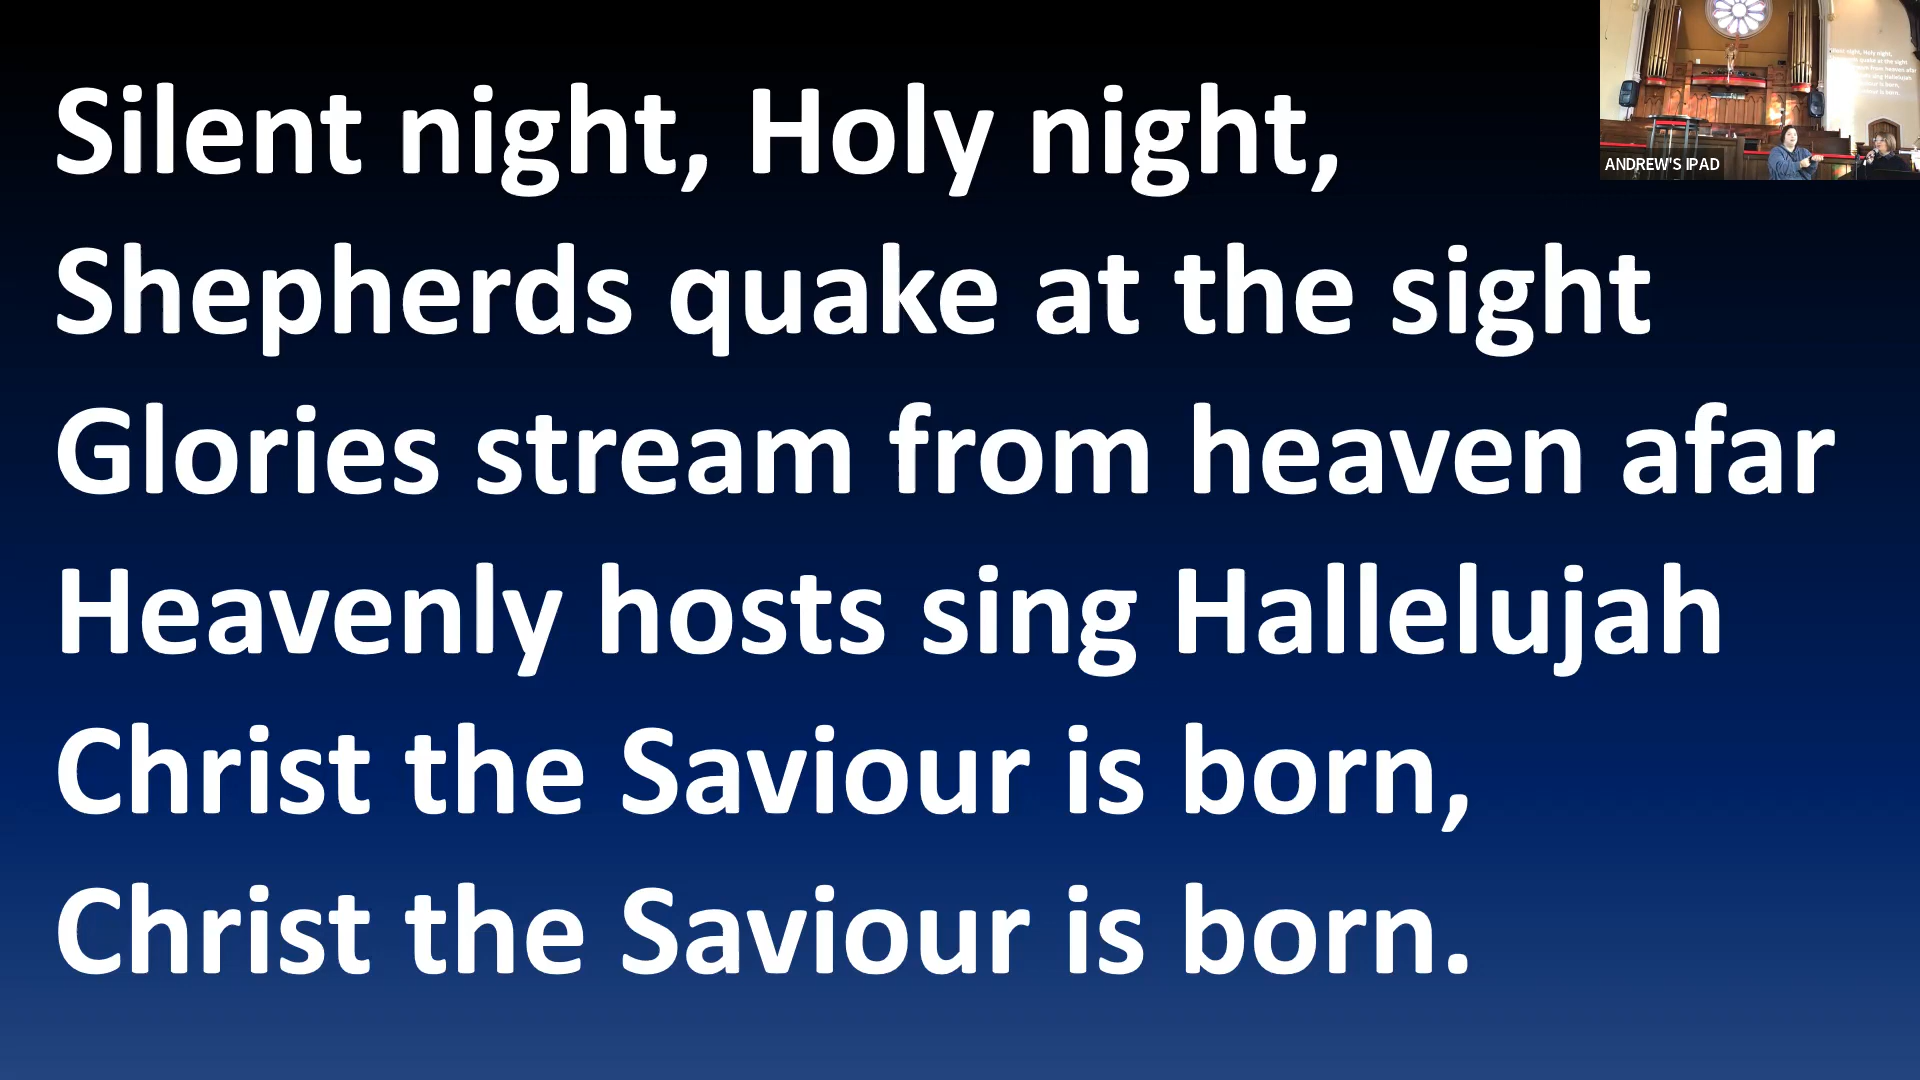 Silent night, Holy night,
Shepherds quake at the sight
Glories stream from heaven afar
Heavenly hosts sing Hallelujah
Christ the Saviour is born,
Christ the Saviour is born.
ANDREW'S IPAD